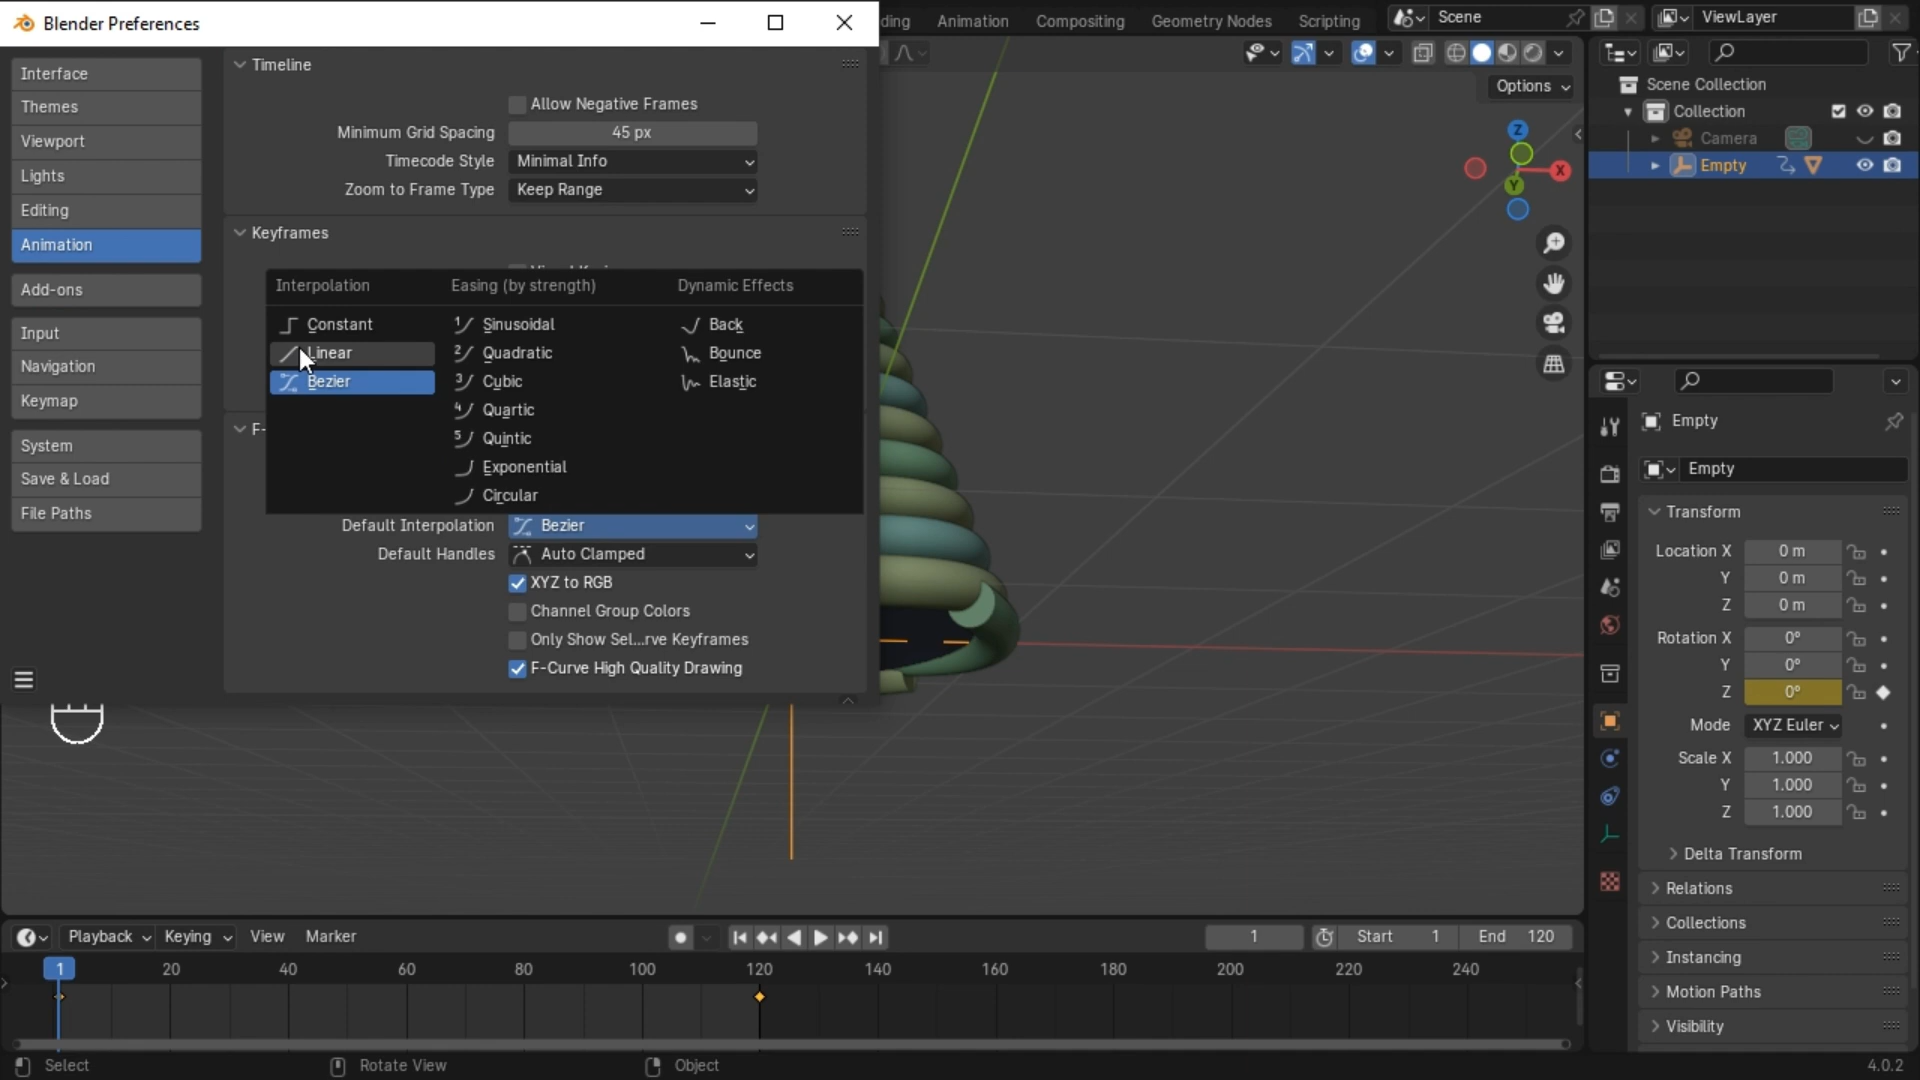 Blender Preferences
ding
Animation
Compositing
Geometry Nodes
Scripting
Scene
ViewLayer
Interface
Themes
Viewport
Lights
Editing
Animation
Add-ons
Input
Navigation
Keymap
System
Save & Load
File Paths
Timeline
Allow Negative Frames
Minimum Grid Spacing 45 px
Timecode Style Minimal Info
Zoom to Frame Type Keep Range
Keyframes
Interpolation Easing (by strength) Dynamic Effects
Constant Sinusoidal Back
Linear Quadratic Bounce
Bezier Cubic Elastic
Quartic
Quintic
Exponential
Circular
F-
Default Interpolation Bezier
Default Handles Auto Clamped
XYZ to RGB
Channel Group Colors
Only Show Sel...rve Keyframes
F-Curve High Quality Drawing
Options
Z
X
Y
Scene Collection
Collection
Camera
Empty
Empty
Empty
Transform
Location X 0 m
Y 0 m
Z 0 m
Rotation X 0°
Y 0°
Z 0°
Mode XYZ Euler
Scale X 1.000
Y 1.000
Z 1.000
Delta Transform
Relations
Collections
Instancing
Motion Paths
Visibility
Playback Keying View Marker 1 Start 1 End 120
1 20 40 60 80 100 120 140 160 180 200 220 240
Select Rotate View Object 4.0.2